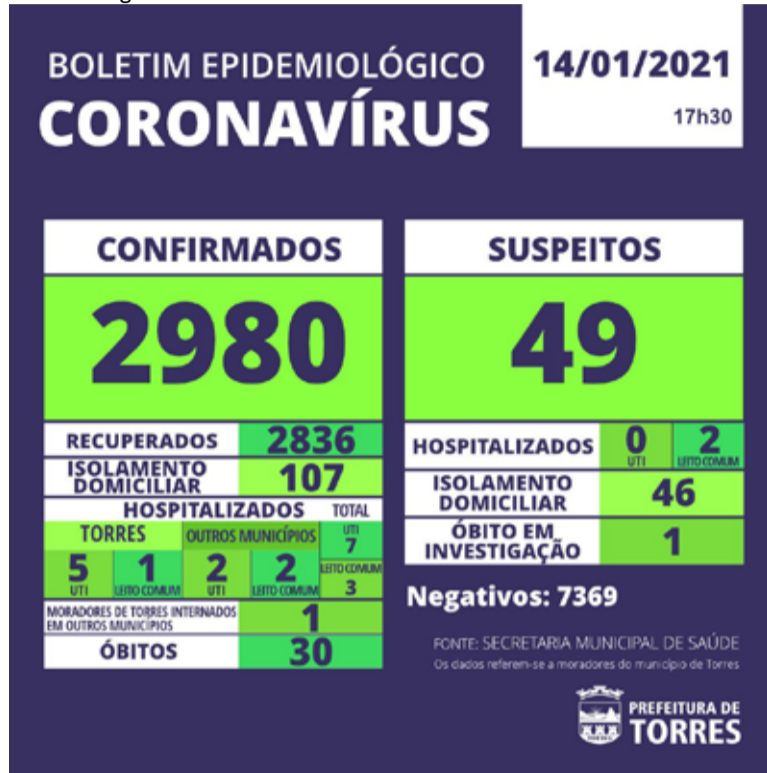 BOLETIM EPIDEMIOLÓGICO
CORONAVÍRUS
14/01/2021
17h30
CONFIRMADOS
2980
RECUPERADOS 2836
ISOLAMENTO
DOMICILIAR 107
HOSPITALIZADOS TOTAL
TORRES OUTROS MUNICÍPIOS UTI
7
5 1 2 2 LEITO COMUM
UTI LEITO COMUM UTI LEITO COMUM 3
MORADORES DE TORRES INTERNADOS
EM OUTROS MUNICÍPIOS 1
ÓBITOS 30
SUSPEITOS
49
HOSPITALIZADOS 0 2
UTI LEITO COMUM
ISOLAMENTO
DOMICILIAR 46
ÓBITO EM
INVESTIGAÇÃO 1
Negativos: 7369
FONTE: SECRETARIA MUNICIPAL DE SAÚDE
Os dados referem-se a moradores do município de Torres
PREFEITURA DE
TORRES